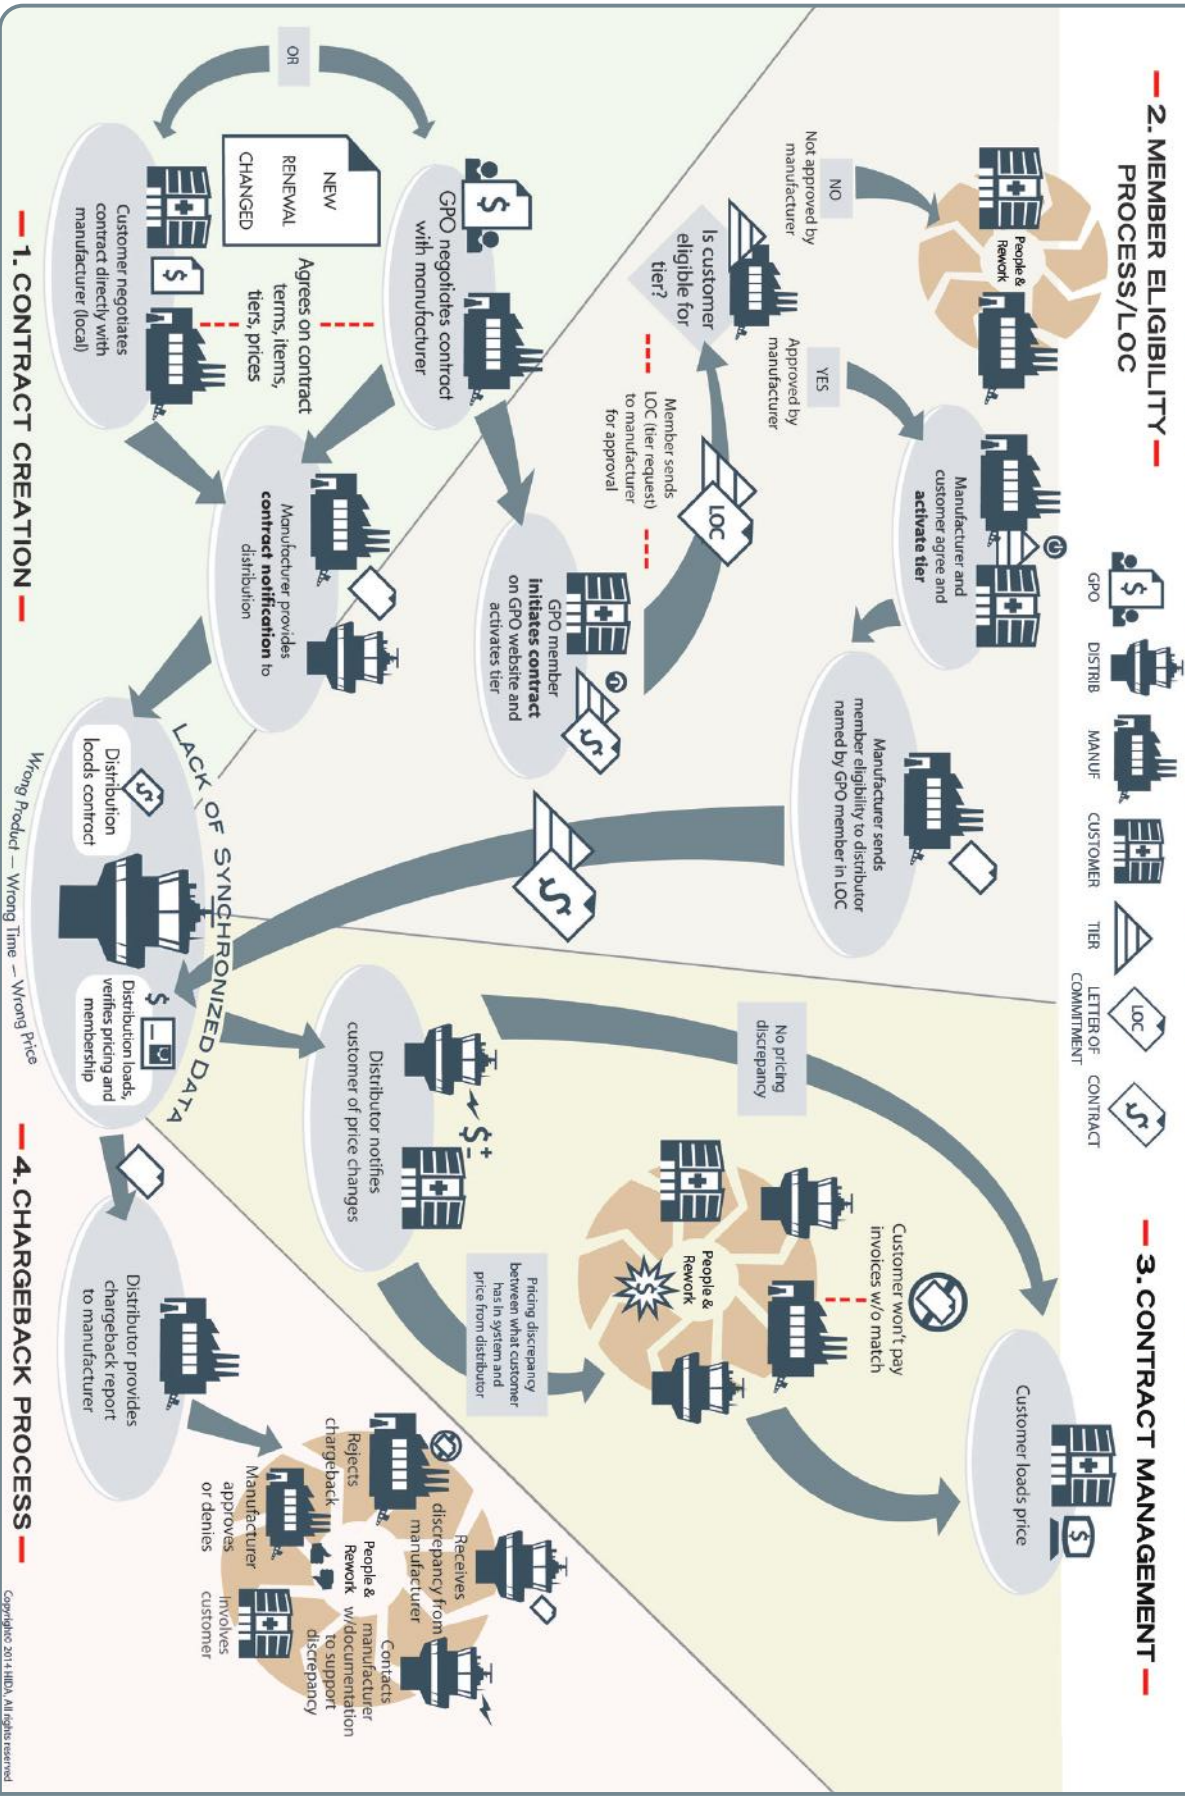 2. MEMBER ELIGIBILITY
PROCESS/LOC
GPO
DISTRIB
MANUF
CUSTOMER
TIER
LETTER OF
COMMITMENT
LOC
CONTRACT
3. CONTRACT MANAGEMENT
People &
Rework
NO
Not approved by
manufacturer
YES
Approved by
manufacturer
Is customer
eligible for
tier?
Manufacturer and
customer agree and
activate tier
Manufacturer sends
member eligibility to distributor
named by GPO member in LOC
LOC
Member sends
LOC (tier request)
to manufacturer
for approval
GPO member
initiates contract
on GPO website and
activates tier
OR
GPO negotiates contract
with manufacturer
NEW
RENEWAL
CHANGED
Agrees on contract
terms, items,
tiers, prices
Customer negotiates
contract directly with
manufacturer (local)
Manufacturer provides
contract notification to
distribution
1. CONTRACT CREATION
LACK OF SYNCHRONIZED DATA
Distribution
loads contract
Distribution loads,
verifies pricing and
membership
Wrong Product — Wrong Time — Wrong Price
Distributor notifies
customer of price changes
No pricing
discrepancy
Pricing discrepancy
between what customer
has in system and
price from distributor
People &
Rework
Customer won't pay
invoices w/o match
Customer loads price
Distributor provides
chargeback report
to manufacturer
Rejects
chargeback
Receives
discrepancy from
manufacturer
Contacts
manufacturer
w/documentation
to support
discrepancy
People &
Rework
Manufacturer
approves
or denies
Involves
customer
4. CHARGEBACK PROCESS
Copyright© 2014 HIDA, All rights reserved